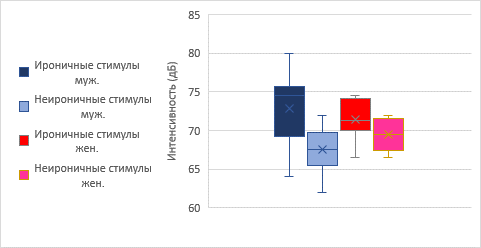 Ироничные стимулы
муж.
Неироничные стимулы
муж.
Ироничные стимулы
жен.
Неироничные стимулы
жен.
Интенсивность (дБ)
85
80
75
70
65
60